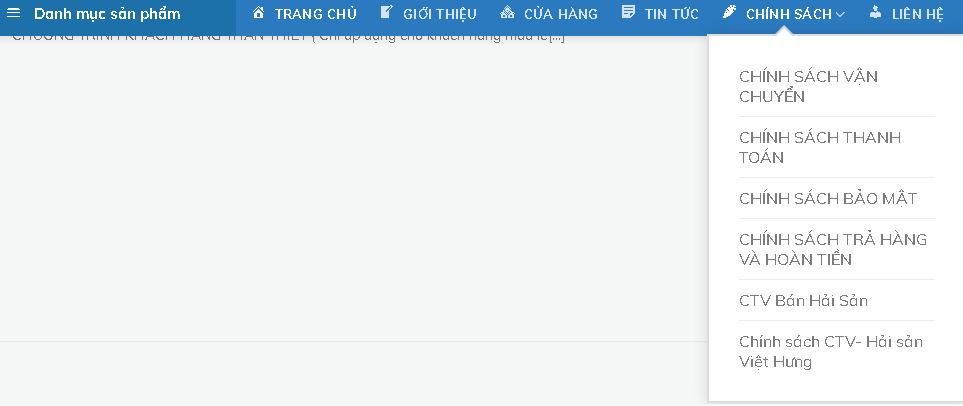 Danh mục sản phẩm
TRANG CHỦ
GIỚI THIỆU
CỬA HÀNG
TIN TỨC
CHÍNH SÁCH
LIÊN HỆ
CHƯƠNG TRÌNH KHÁCH HÀNG THÂN THIẾT ( Chỉ áp dụng cho khách hàng mua lẻ [...]
CHÍNH SÁCH VẬN
CHUYỂN
CHÍNH SÁCH THANH
TOÁN
CHÍNH SÁCH BẢO MẬT
CHÍNH SÁCH TRẢ HÀNG
VÀ HOÀN TIỀN
CTV Bán Hải Sản
Chính sách CTV- Hải sản
Việt Hưng